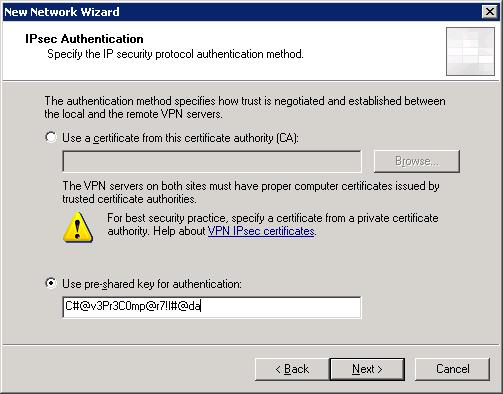 New Network Wizard
IPsec Authentication
Specify the IP security protocol authentication method.
The authentication method specifies how trust is negotiated and established between
the local and the remote VPN servers.
Use a certificate from this certificate authority (CA):
Browse...
The VPN servers on both sites must have proper computer certificates issued by
trusted certificate authorities.
For best security practice, specify a certificate from a private certificate
authority. Help about VPN IPsec certificates.
Use pre-shared key for authentication:
C#@v3Pr3C0mp@r7!l#@da
< Back
Next >
Cancel